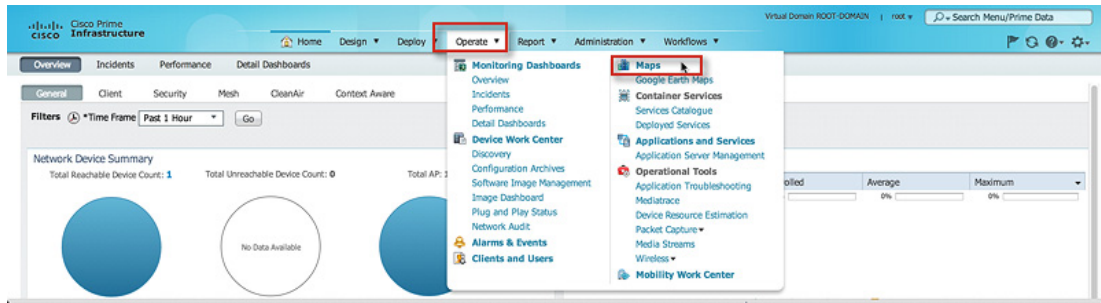 Virtual Domain ROOT-DOMAIN | root
Search Menu/Prime Data
CISCO
Cisco Prime
Infrastructure
Home Design Deploy Operate Report Administration Workflows
Overview Incidents Performance Detail Dashboards
General Client Security Mesh CleanAir Context Aware
Filters *Time Frame Past 1 Hour Go
Network Device Summary
Total Reachable Device Count: 1 Total Unreachable Device Count: 0 Total AP:
No Data Available
Monitoring Dashboards
Overview
Incidents
Performance
Detail Dashboards
Device Work Center
Discovery
Configuration Archives
Software Image Management
Image Dashboard
Plug and Play Status
Network Audit
Alarms & Events
Clients and Users
Maps
Google Earth Maps
Container Services
Services Catalogue
Deployed Services
Applications and Services
Application Server Management
Operational Tools
Application Troubleshooting
Mediatrace
Device Resource Estimation
Packet Capture
Media Streams
Wireless
Mobility Work Center
olled Average Maximum
0% 0%